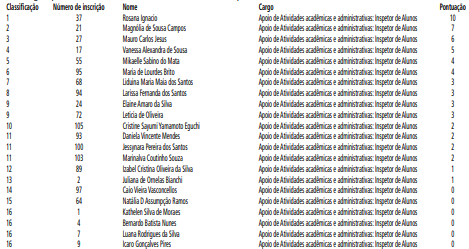 Classificação Número de inscrição Nome Cargo Pontuação
1 37 Rosana Ignacio Apoio de Atividades acadêmicas e administrativas: Inspetor de Alunos 10
2 21 Magnólia de Sousa Campos Apoio de Atividades acadêmicas e administrativas: Inspetor de Alunos 7
3 27 Mauro Carlos Jesus Apoio de Atividades acadêmicas e administrativas: Inspetor de Alunos 6
4 17 Vanessa Alexandra de Sousa Apoio de Atividades acadêmicas e administrativas: Inspetor de Alunos 5
5 55 Mikaelle Sabino do Mata Apoio de Atividades acadêmicas e administrativas: Inspetor de Alunos 4
6 95 Maria de Lourdes Brito Apoio de Atividades acadêmicas e administrativas: Inspetor de Alunos 4
7 68 Liduina Maria Maia dos Santos Apoio de Atividades acadêmicas e administrativas: Inspetor de Alunos 3
8 94 Larissa Fernanda dos Santos Apoio de Atividades acadêmicas e administrativas: Inspetor de Alunos 3
9 24 Elaine Amaro da Silva Apoio de Atividades acadêmicas e administrativas: Inspetor de Alunos 3
9 72 Leticia de Oliveira Apoio de Atividades acadêmicas e administrativas: Inspetor de Alunos 3
10 105 Cristine Sayumi Yamamoto Eguchi Apoio de Atividades acadêmicas e administrativas: Inspetor de Alunos 2
11 93 Daniela Vincente Mendes Apoio de Atividades acadêmicas e administrativas: Inspetor de Alunos 2
11 100 Jessynara Pereira dos Santos Apoio de Atividades acadêmicas e administrativas: Inspetor de Alunos 2
11 103 Marinalva Coutinho Souza Apoio de Atividades acadêmicas e administrativas: Inspetor de Alunos 2
12 89 Izabel Cristina Oliveira da Silva Apoio de Atividades acadêmicas e administrativas: Inspetor de Alunos 1
13 2 Juliana de Ornelas Bianchi Apoio de Atividades acadêmicas e administrativas: Inspetor de Alunos 1
14 97 Caio Vieira Vasconcellos Apoio de Atividades acadêmicas e administrativas: Inspetor de Alunos 0
15 64 Natália D Assumpção Ramos Apoio de Atividades acadêmicas e administrativas: Inspetor de Alunos 0
16 1 Kathelen Silva de Moraes Apoio de Atividades acadêmicas e administrativas: Inspetor de Alunos 0
16 4 Bernardo Batista Nunes Apoio de Atividades acadêmicas e administrativas: Inspetor de Alunos 0
16 7 Luana Rodrigues da Silva Apoio de Atividades acadêmicas e administrativas: Inspetor de Alunos 0
16 9 Icaro Gonçalves Pires Apoio de Atividades acadêmicas e administrativas: Inspetor de Alunos 0